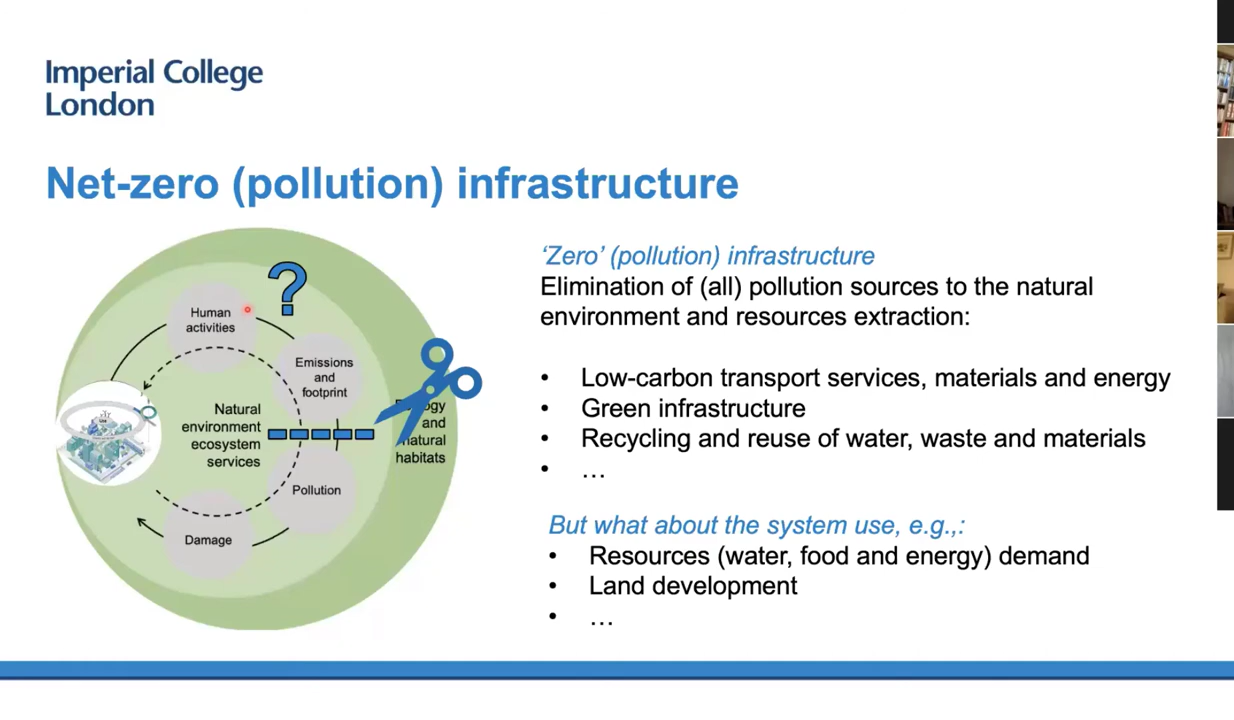 Imperial College
London
Net-zero (pollution) infrastructure
Human
activities
?
Emissions
and
footprint
Natural
environment
ecosystem
services
and
natural
habitats
Pollution
Damage
‘Zero’ (pollution) infrastructure
Elimination of (all) pollution sources to the natural
environment and resources extraction:
• Low-carbon transport services, materials and energy
• Green infrastructure
• Recycling and reuse of water, waste and materials
• …
But what about the system use, e.g.,:
• Resources (water, food and energy) demand
• Land development
• …